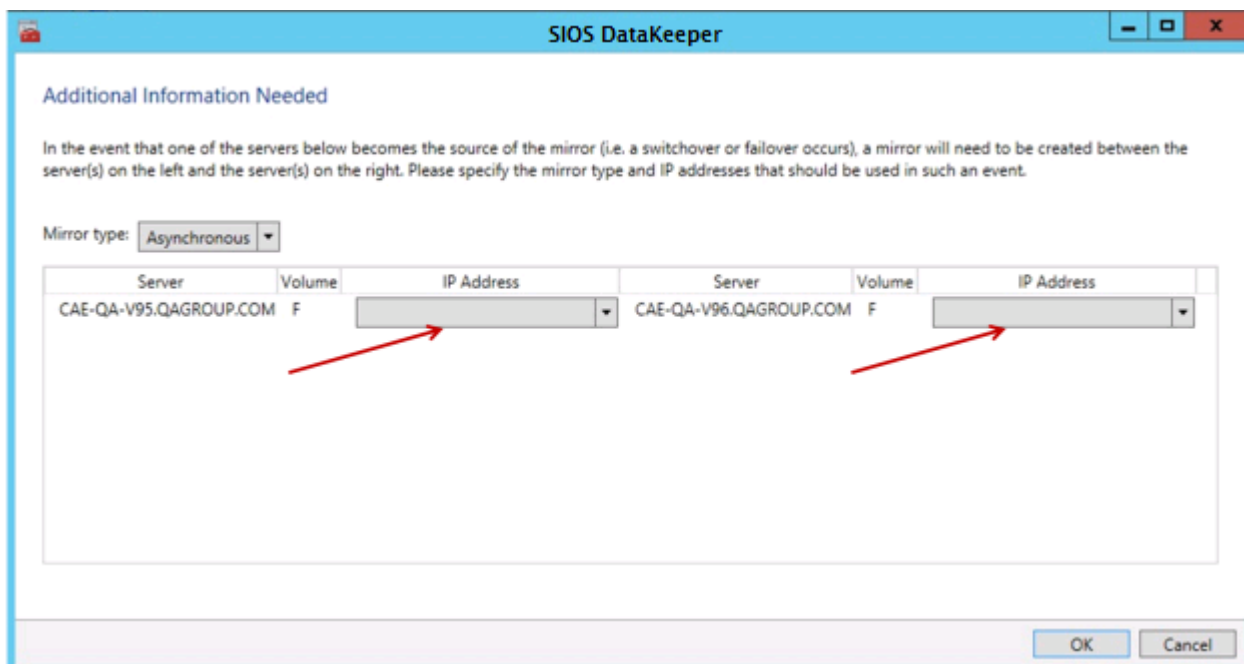 SIOS DataKeeper
Additional Information Needed
In the event that one of the servers below becomes the source of the mirror (i.e. a switchover or failover occurs), a mirror will need to be created between the
server(s) on the left and the server(s) on the right. Please specify the mirror type and IP addresses that should be used in such an event.
Mirror type: Asynchronous
Server Volume IP Address Server Volume IP Address
CAE-QA-V95.QAGROUP.COM F CAE-QA-V96.QAGROUP.COM F
OK Cancel